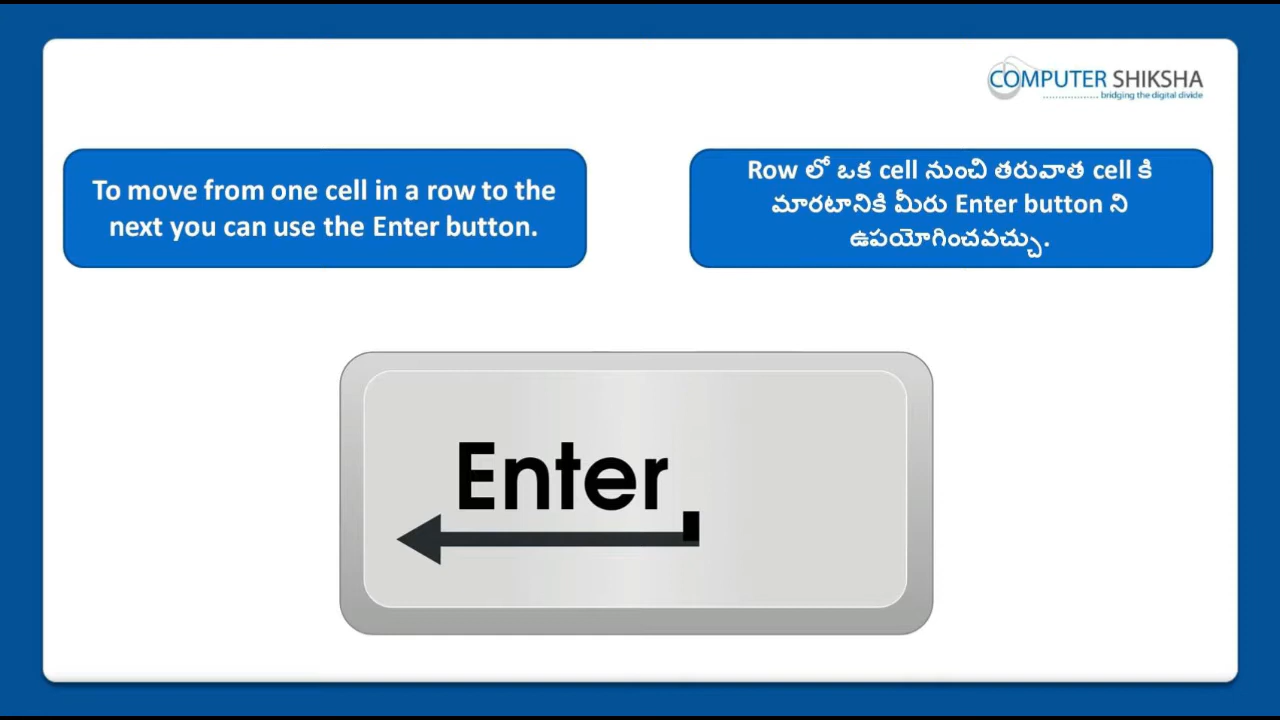 COMPUTER SHIKSHA
bridging the digital divide
To move from one cell in a row to the
next you can use the Enter button.
Row లో ఒక cell నుంచి తరువాత cell కి
మారటానికి మీరు Enter button ని
ఉపయోగించవచ్చు.
Enter